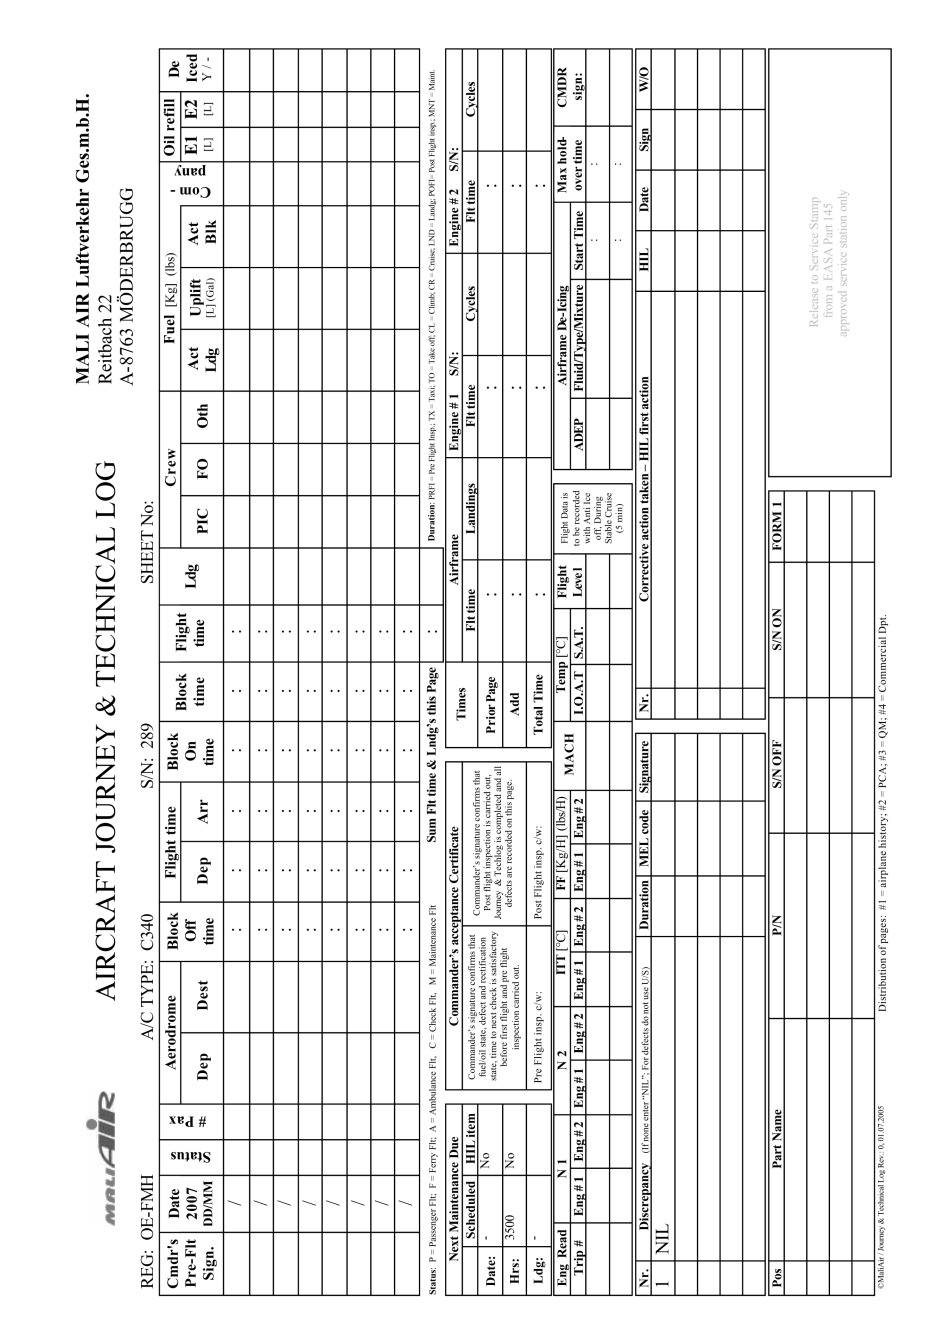 MALIAIR
AIRCRAFT JOURNEY & TECHNICAL LOG
MALI AIR Luftverkehr Ges.m.b.H.
Reitbach 22
A-8763 MÖDERBRUGG
REG: OE-FMH A/C TYPE: C340 S/N: 289 SHEET No:
Cmdr's Pre-Flt Sign. Date 2007 DD/MM Status # Pax Aerodrome Block Off time Flight time Block On time Block time Flight time Ldg Crew Fuel [Kg] (lbs) Com - pany Oil refill De Iced Y / -
Dep Dest Dep Arr PIC FO Oth Act Ldg Uplift [L] (Gal) Act Blk E1 [L] E2 [L]
/ : : : : : :
/ : : : : : :
/ : : : : : :
/ : : : : : :
/ : : : : : :
/ : : : : : :
/ : : : : : :
/ : : : : : :
Status: P = Passenger Flt; F = Ferry Flt; A = Ambulance Flt, C = Check Flt, M = Maintenance Flt Sum Flt time & Lndg's this Page :
Duration: PRFI = Pre Flight Insp.; TX = Taxi; TO = Take off; CL = Climb; CR = Cruise; LND = Landg; POFI= Post Flight insp.; MNT = Maint.
Next Maintenance Due
Scheduled HIL item
Date: - No
Hrs: 3500 No
Ldg: -
Commander's acceptance Certificate
Commander's signature confirms that
fuel/oil state, defect and rectification
state, time to next check is satisfactory
before first flight and pre flight
inspection carried out.
Commander's signature confirms that
Post flight inspection is carried out,
Journey & Techlog is completed and all
defects are recorded on this page.
Pre Flight insp. c/w: Post Flight insp. c/w:
Times Airframe Engine # 1 S/N: Engine # 2 S/N:
Flt time Landings Flt time Cycles Flt time Cycles
Prior Page : : :
Add : : :
Total Time : : :
Eng Read N 1 N 2 ITT [°C] FF [Kg/H] (lbs/H) MACH Temp [°C] Flight Level
Trip # Eng # 1 Eng # 2 Eng # 1 Eng # 2 Eng # 1 Eng # 2 Eng # 1 Eng # 2 I.O.A.T S.A.T.
Flight Data is
to be recorded
with Anti Ice
off, During
Stable Cruise
(5 min)
Airframe De-Icing Max hold-over time CMDR sign:
ADEP Fluid/Type/Mixture Start Time
: :
: :
Nr. Discrepancy (If none enter "NIL"; For defects do not use U/S) Duration MEL code Signature
1 NIL
Nr. Corrective action taken – HIL first action HIL Date Sign W/O
Pos Part Name P/N S/N OFF S/N ON FORM 1
Release to Service Stamp
from a EASA Part 145
approved service station only
©MaliAir / Journey & Technical Log Rev.: 0, 01.07.2005 Distribution of pages: #1 = airplane history; #2 = PCA; #3 = QM; #4 = Commercial Dpt.